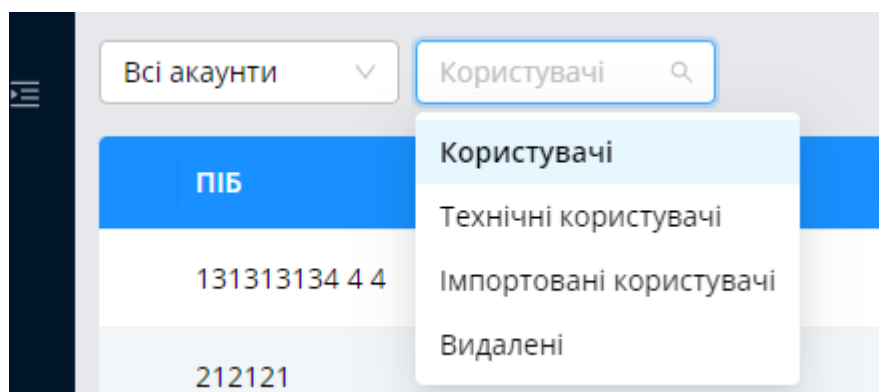 Всі акаунти
Користувачі
Користувачі
Технічні користувачі
Імпортовані користувачі
Видалені
ПІБ
131313134 4 4
212121